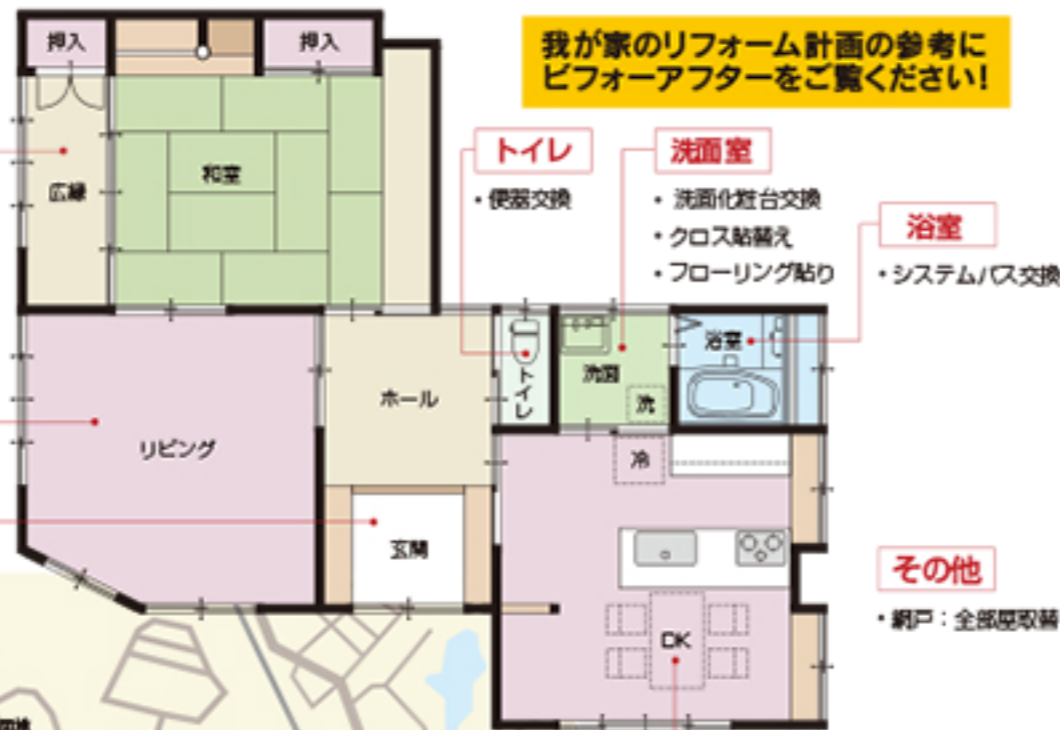 我が家のリフォーム計画の参考に
ビフォーアフターをご覧ください!
押入
押入
広縁
和室
トイレ
・便器交換
洗面室
・洗面化粧台交換
・クロス貼替え
・フローリング貼り
浴室
・システムバス交換
リビング
ホール
トイレ
洗面
洗
浴室
冷
玄関
DK
その他
・網戸:全部屋取替